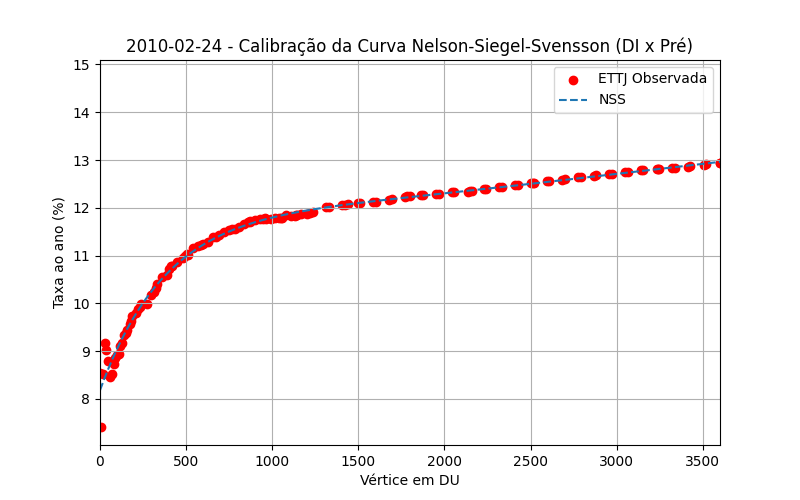 2010-02-24 - Calibração da Curva Nelson-Siegel-Svensson (DI x Pré)
ETTJ Observada
NSS
Taxa ao ano (%)
15
14
13
12
11
10
9
8
0 500 1000 1500 2000 2500 3000 3500
Vértice em DU